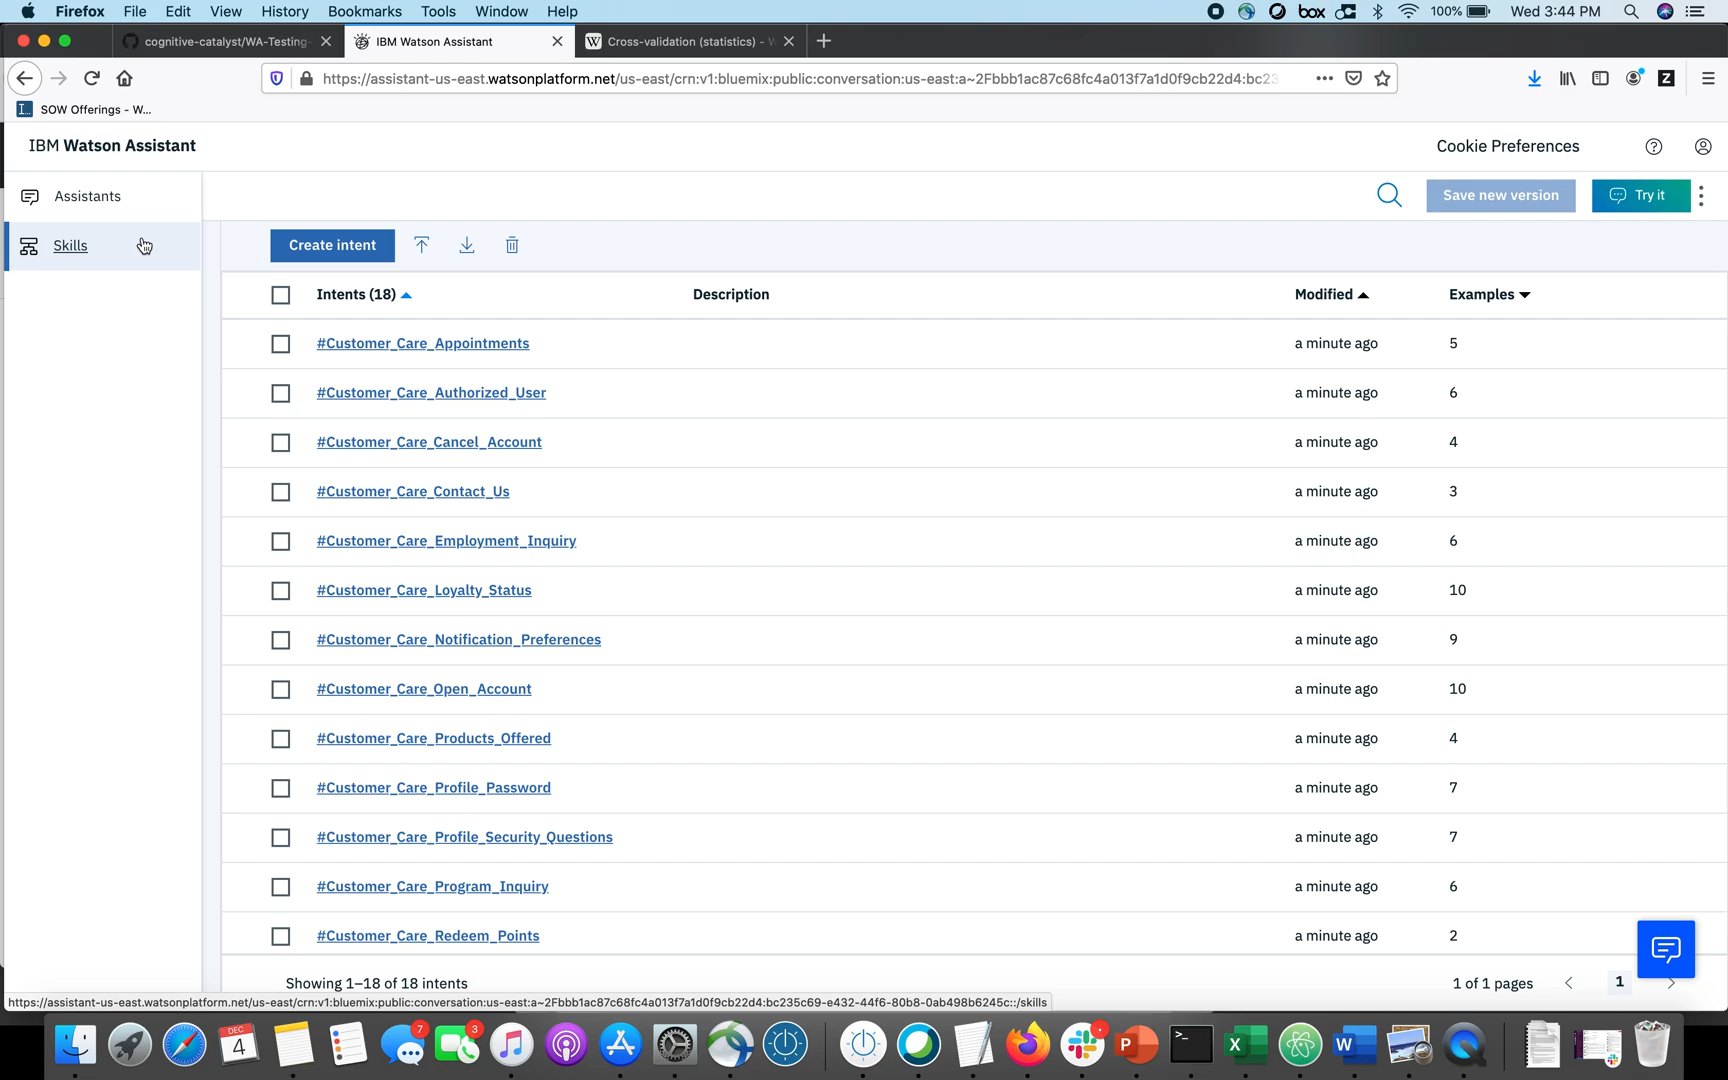 Firefox File Edit View History Bookmarks Tools Window Help box 100% Wed 3:44 PM
cognitive-catalyst/WA-Testing- IBM Watson Assistant W Cross-validation (statistics) - W
https://assistant-us-east.watsonplatform.net/us-east/crn:v1:bluemix:public:conversation:us-east:a~2Fbbb1ac87c68fc4a013f7a1d0f9cb22d4:bc23 Z
SOW Offerings - W...
IBM Watson Assistant Cookie Preferences
Assistants Save new version Try it
Skills Create intent
Intents (18) Description Modified Examples
#Customer_Care_Appointments a minute ago 5
#Customer_Care_Authorized_User a minute ago 6
#Customer_Care_Cancel_Account a minute ago 4
#Customer_Care_Contact_Us a minute ago 3
#Customer_Care_Employment_Inquiry a minute ago 6
#Customer_Care_Loyalty_Status a minute ago 10
#Customer_Care_Notification_Preferences a minute ago 9
#Customer_Care_Open_Account a minute ago 10
#Customer_Care_Products_Offered a minute ago 4
#Customer_Care_Profile_Password a minute ago 7
#Customer_Care_Profile_Security_Questions a minute ago 7
#Customer_Care_Program_Inquiry a minute ago 6
#Customer_Care_Redeem_Points a minute ago 2
Showing 1–18 of 18 intents 1 of 1 pages 1
https://assistant-us-east.watsonplatform.net/us-east/crn:v1:bluemix:public:conversation:us-east:a~2Fbbb1ac87c68fc4a013f7a1d0f9cb22d4:bc235c69-e432-44f6-80b8-0ab498b6245c::/skills
DEC 4 7 3 P X W